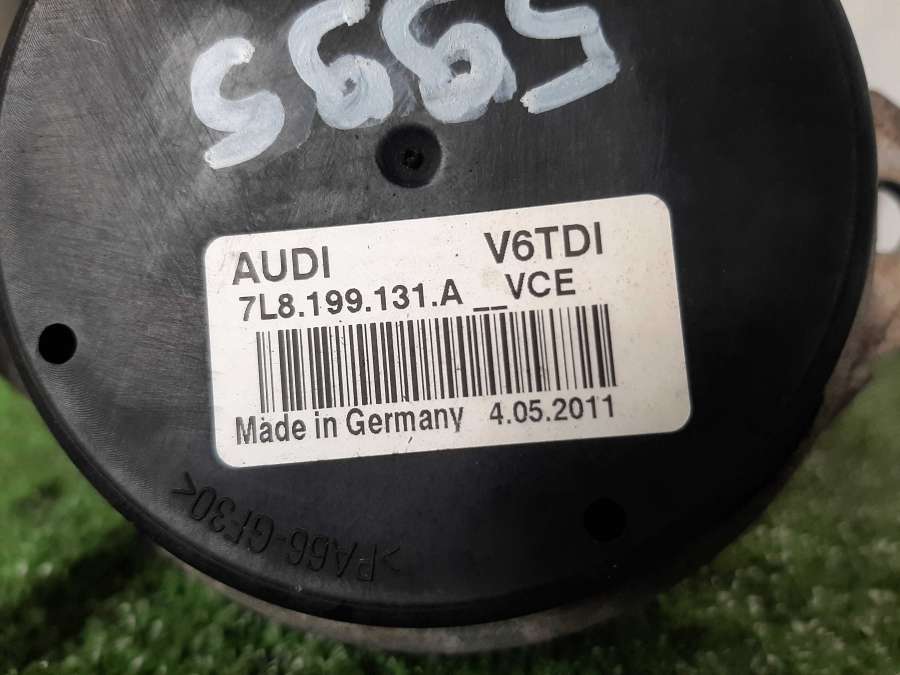 5995
AUDI V6TDI
7L8.199.131.A __VCE
Made in Germany 4.05.2011
>PA66-GF30<